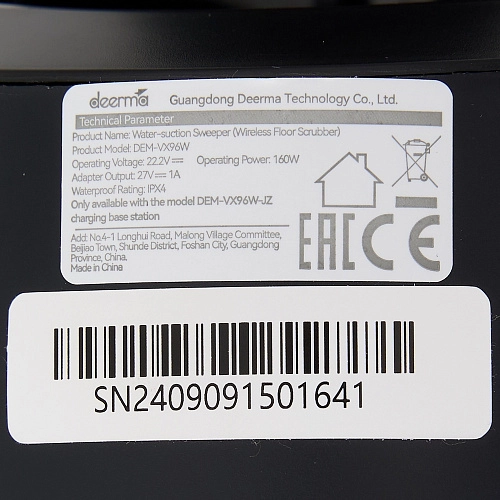 deerma Guangdong Deerma Technology Co., Ltd.
Technical Parameter
Product Name: Water-suction Sweeper (Wireless Floor Scrubber)
Product Model: DEM-VX96W
Operating Voltage: 22.2V⎓ Operating Power: 160W
Adapter Output: 27V⎓1A
Waterproof Rating: IPX4
Only available with the model DEM-VX96W-JZ
charging base station
Add: No.4-1 Longhui Road, Malong Village Committee,
Beijiao Town, Shunde District, Foshan City, Guangdong
Province, China.
Made in China
EAC CE
SN2409091501641